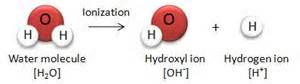 Ionization
O
H
H
O
H
+
H
Water molecule
Hydroxyl ion
Hydrogen ion
[H₂O]
[OH⁻]
[H⁺]